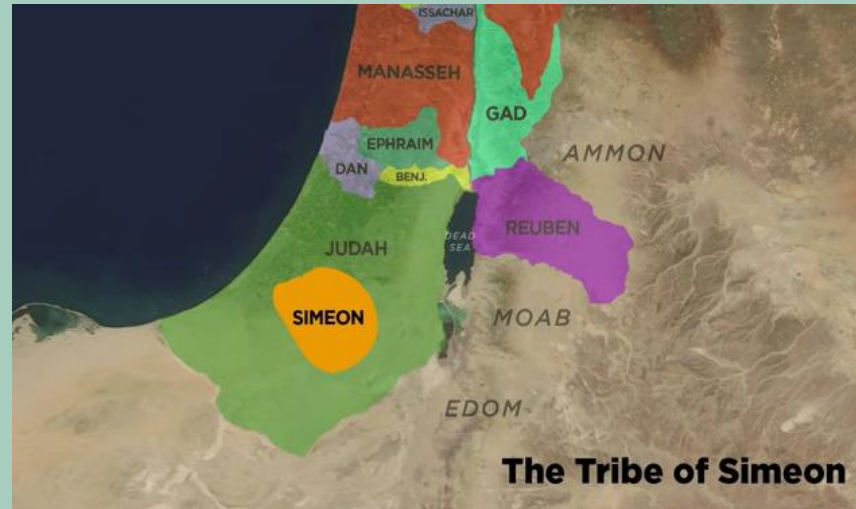 ISSACHAR
MANASSEH
GAD
EPHRAIM
AMMON
DAN
BENJ.
REUBEN
DEAD
SEA
JUDAH
SIMEON
MOAB
EDOM
The Tribe of Simeon